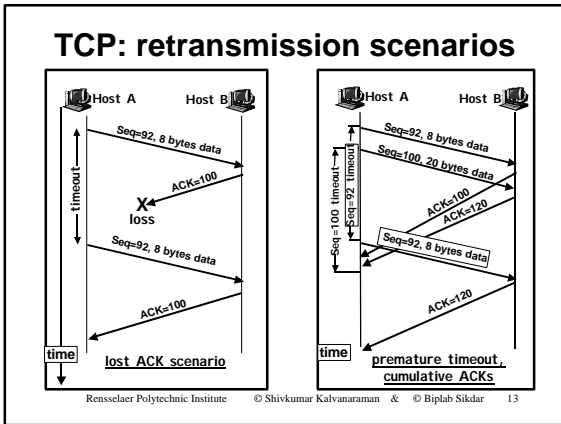 TCP: retransmission scenarios
Host A
Host B
Seq=92, 8 bytes data
ACK=100
timeout
X
loss
Seq=92, 8 bytes data
ACK=100
time
lost ACK scenario
Host A
Host B
Seq=92, 8 bytes data
Seq=100, 20 bytes data
ACK=100
ACK=120
Seq=100 timeout
Seq=92 timeout
Seq=92, 8 bytes data
ACK=120
time
premature timeout,
cumulative ACKs
Rensselaer Polytechnic Institute © Shivkumar Kalvanaraman & © Biplab Sikdar 13